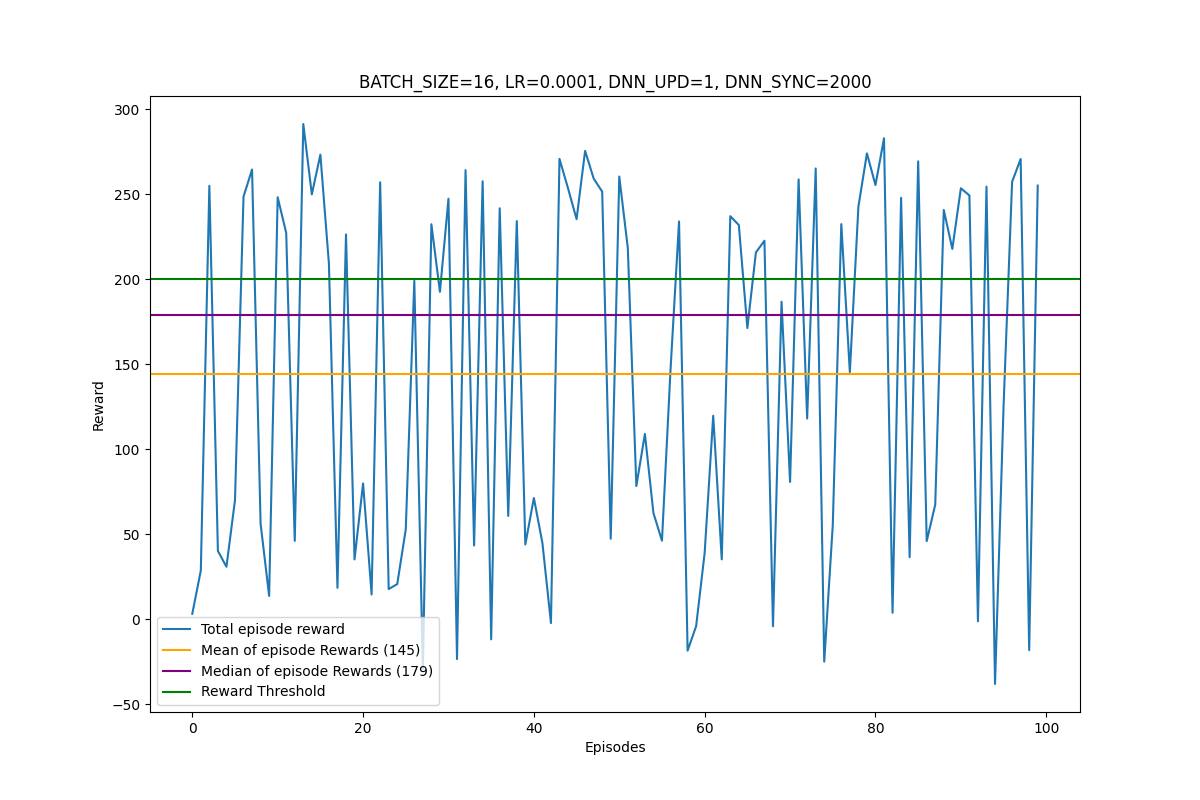 BATCH_SIZE=16, LR=0.0001, DNN_UPD=1, DNN_SYNC=2000
300
250
200
150
100
50
0
−50
Reward
Total episode reward
Mean of episode Rewards (145)
Median of episode Rewards (179)
Reward Threshold
0 20 40 60 80 100
Episodes